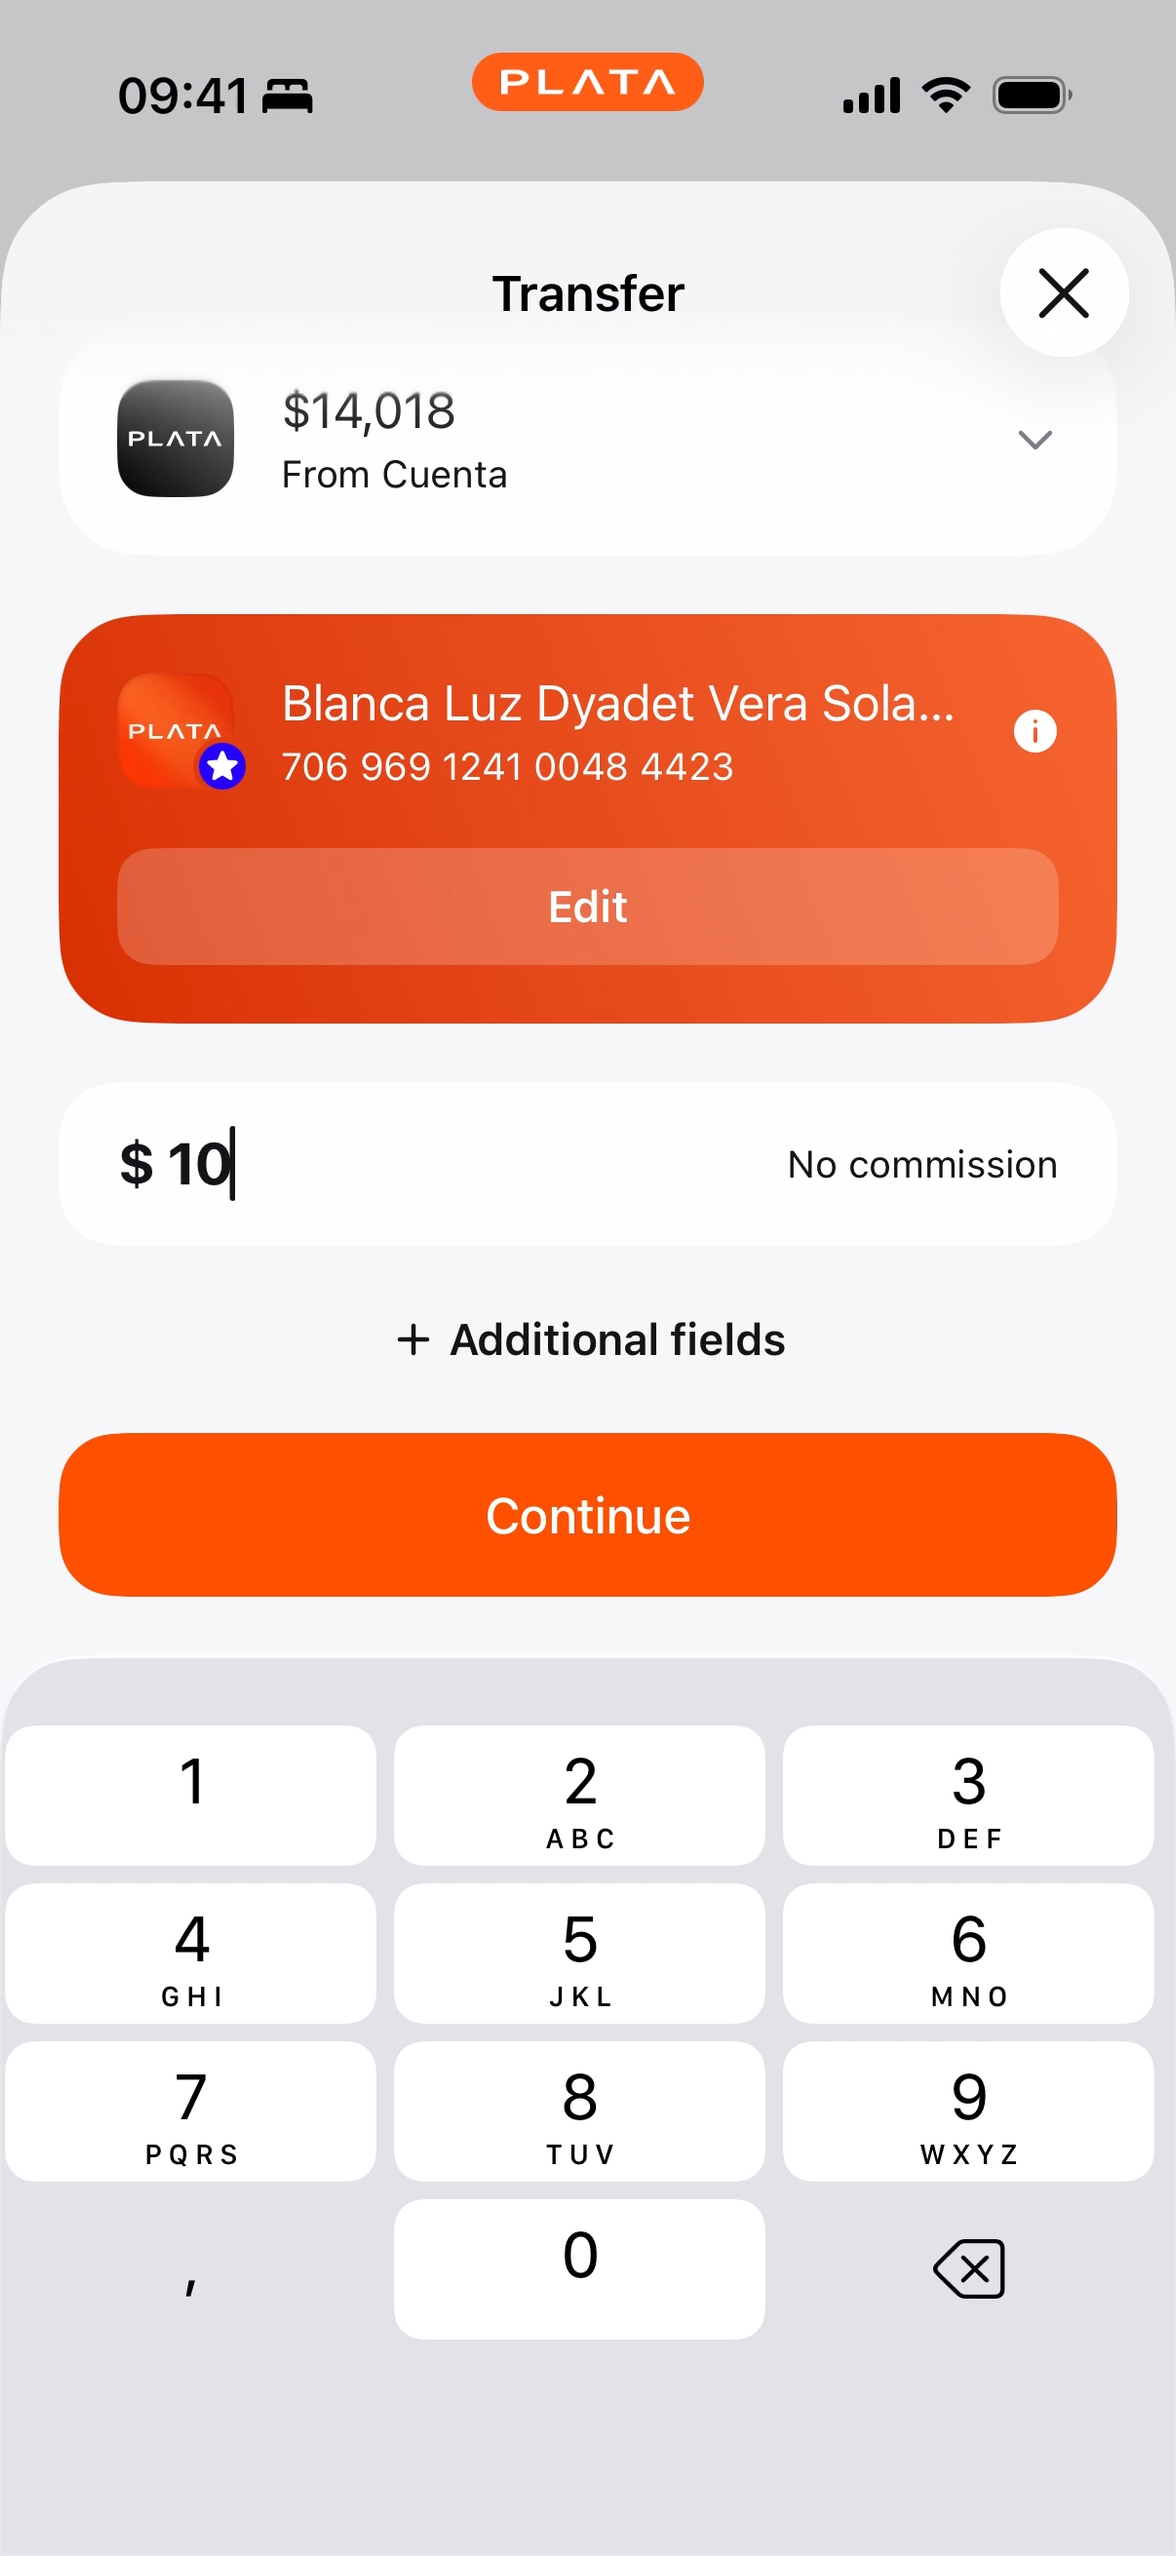 09:41
PLATA
Transfer
PLATA
$14,018
From Cuenta
PLATA
Blanca Luz Dyadet Vera Sola...
706 969 1241 0048 4423
Edit
$ 10
No commission
+ Additional fields
Continue
1
2
ABC
3
DEF
4
GHI
5
JKL
6
MNO
7
PQRS
8
TUV
9
WXYZ
,
0